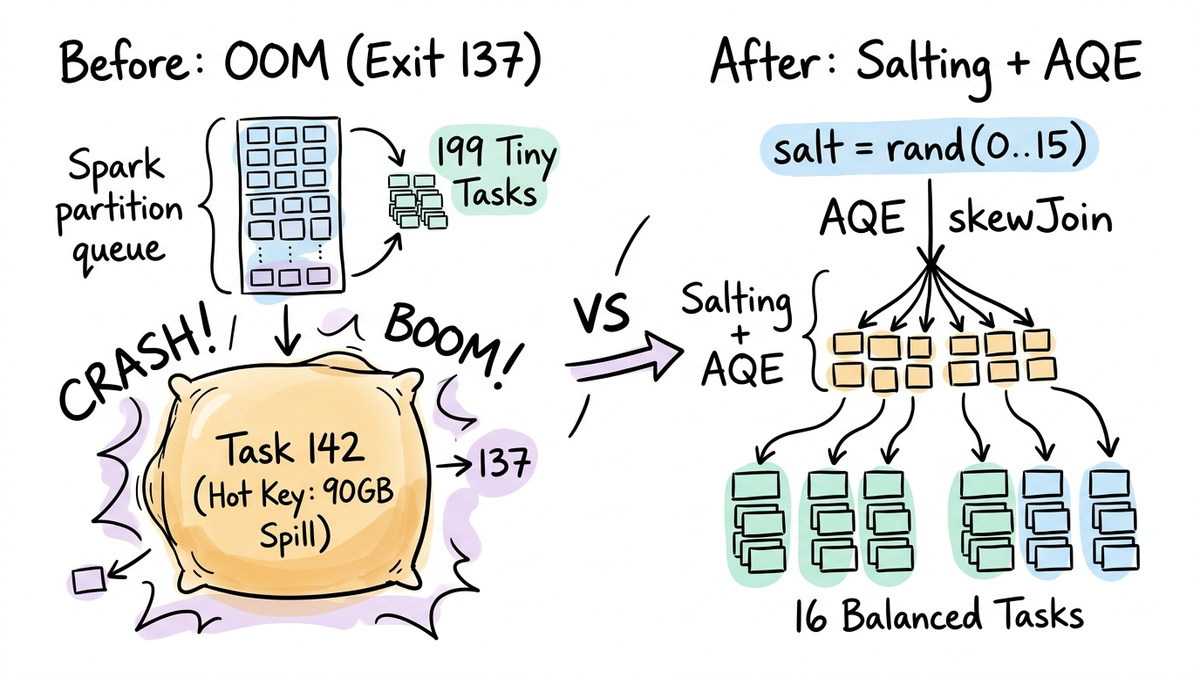 Before: OOM (Exit 137)
Spark
partition
queue
199 Tiny
Tasks
CRASH!
BOOM!
Task 142
(Hot Key: 90GB
Spill)
137
VS
After: Salting + AQE
salt = rand(0..15)
AQE
skewJoin
Salting
+
AQE
16 Balanced Tasks